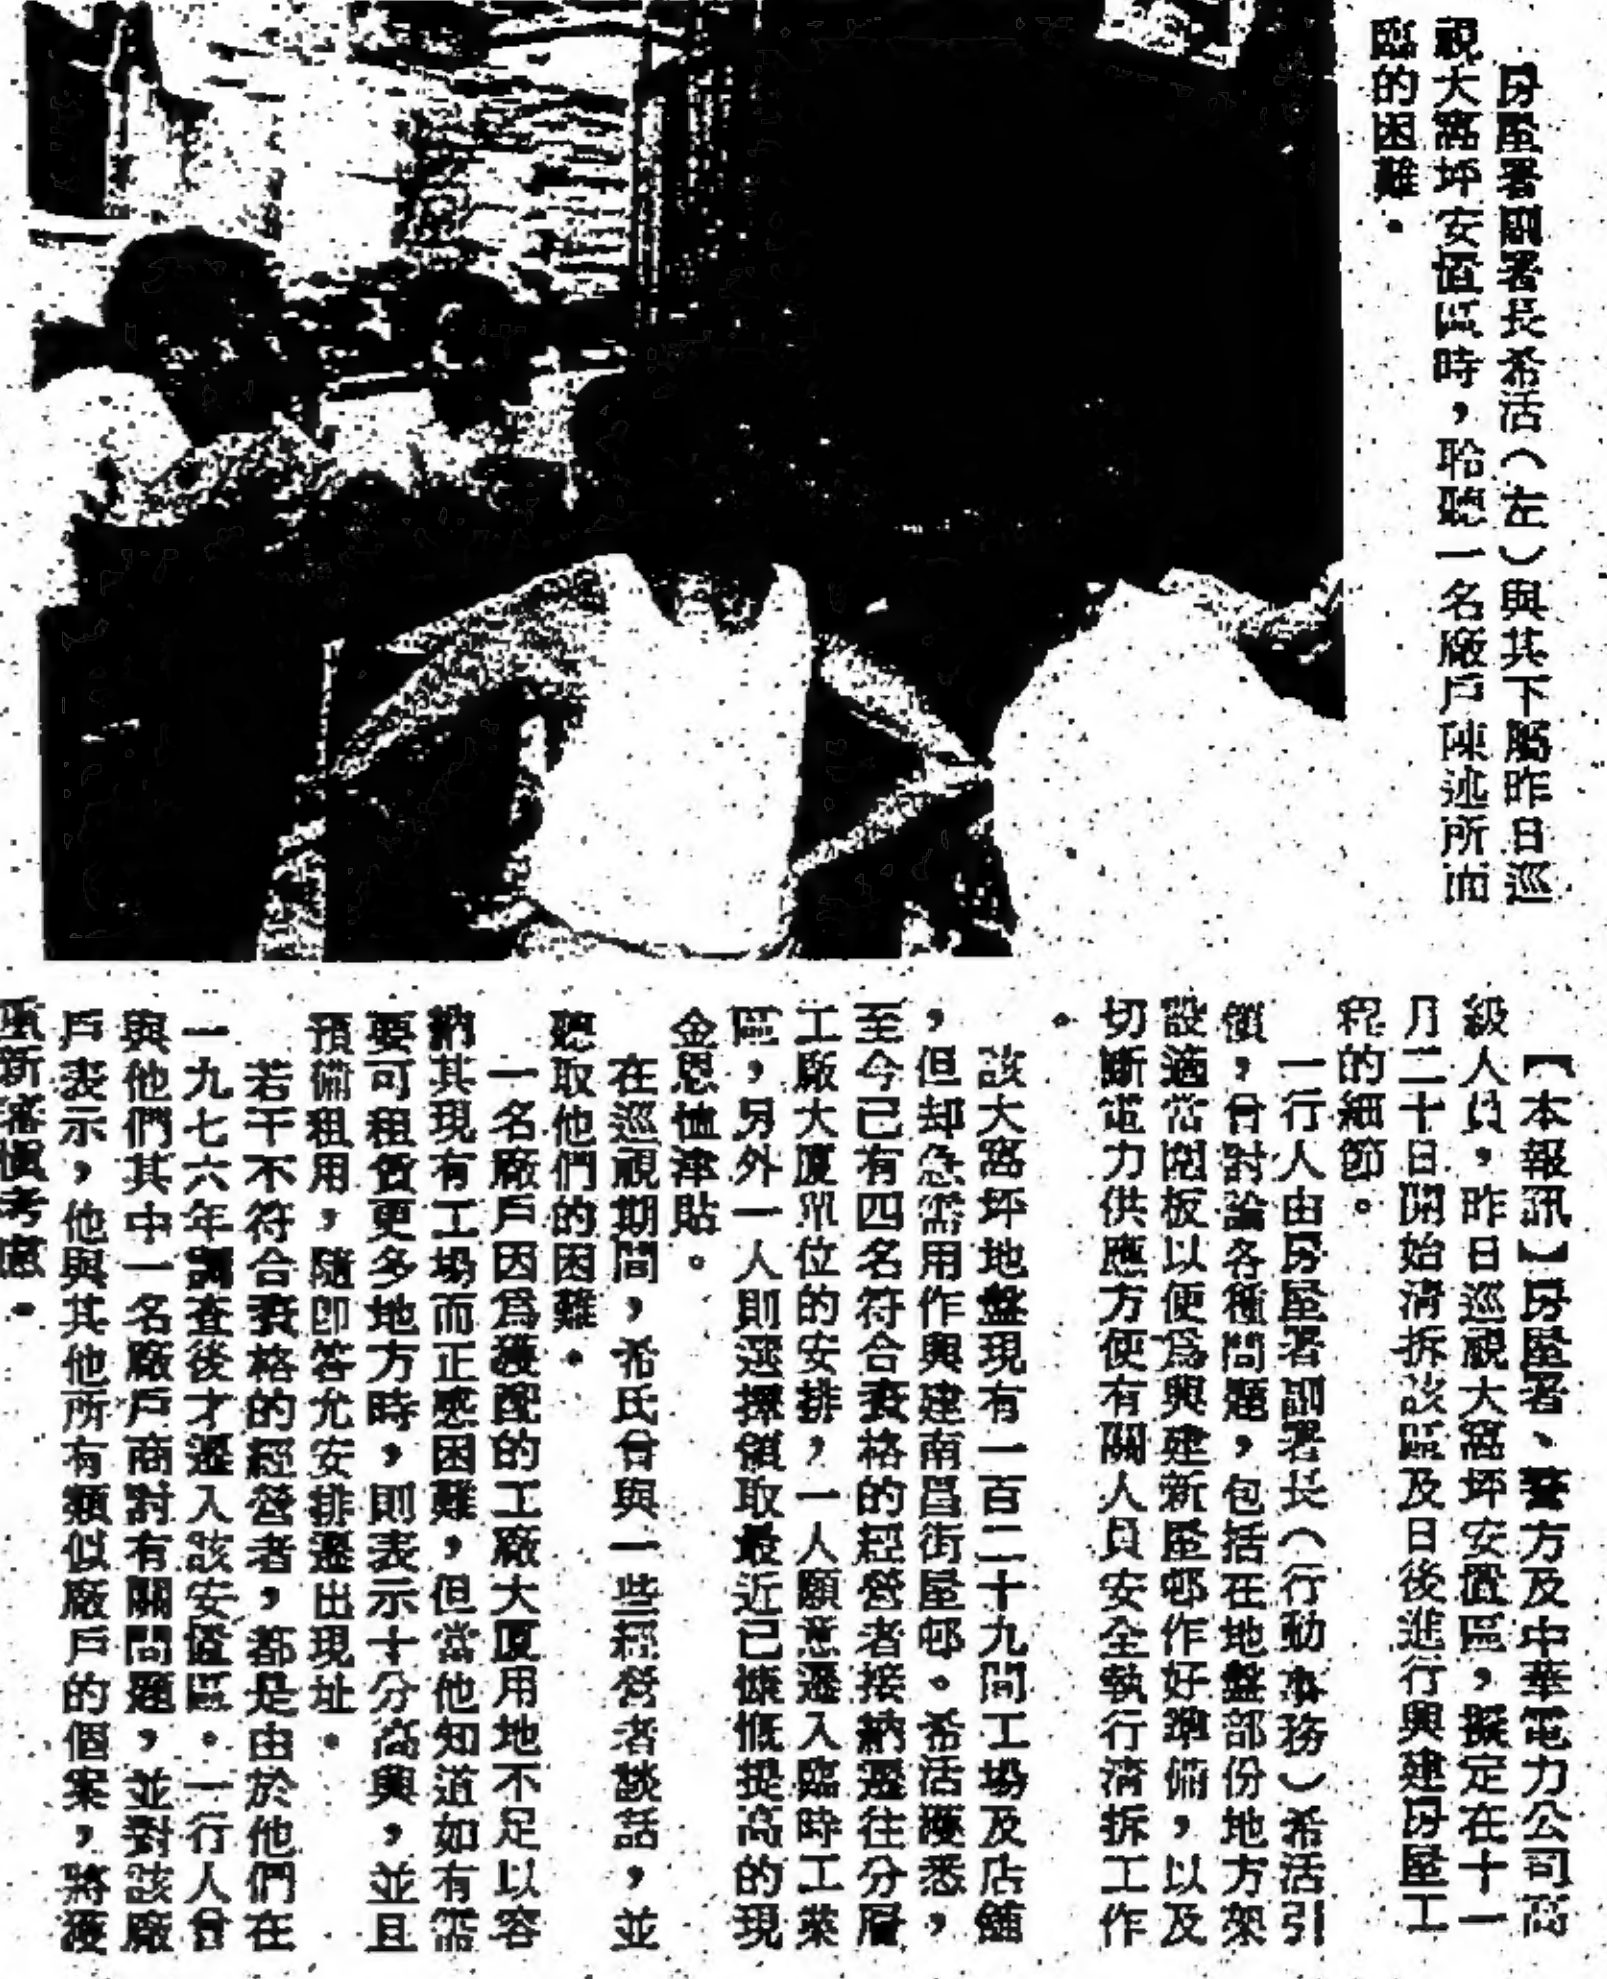 房屋署副署長希活（左）與其下屬昨日巡
視大窩坪安置區時，聆聽一名廠戶陳述所面
臨的困難。
【本報訊】房屋署、警方及中華電力公司高
級人員，昨日巡視大窩坪安置區，擬定在十一
月二十日開始清拆該區及日後進行興建房屋工
程的細節。
一行人由房屋署副署長（行動事務）希活引
領，曾討論各種問題，包括在地盤部份地方架
設適當圍板以便為興建新屋邨作好準備，以及
切斷電力供應方便有關人員安全執行清拆工作
。
該大窩坪地盤現有一百二十九間工場及店鋪
，但却急需用作興建南昌街屋邨。希活獲悉，
至今已有四名符合資格的經營者接納遷往分層
工廠大廈單位的安排，一人願意遷入臨時工業
區，另外一人則選擇領取最近已慷慨提高的現
金恩恤津貼。
在巡視期間，希氏曾與一些經營者談話，並
聽取他們的困難。
一名廠戶因為獲配的工廠大厦用地不足以容
納其現有工場而正感困難，但當他知道如有需
要可租賃更多地方時，則表示十分高興，並且
預備租用，隨即答允安排遷出現址。
若干不符合資格的經營者，都是由於他們在
一九七六年調查後才遷入該安置區。一行人曾
與他們其中一名廠戶商討有關問題，並對該廠
戶表示，他與其他所有類似廠戶的個案，將獲
重新審慎考慮。